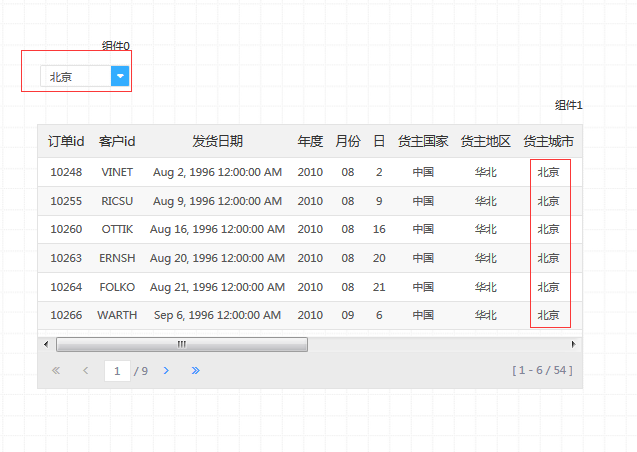 组件0
北京
组件1
订单id 客户id 发货日期 年度 月份 日 货主国家 货主地区 货主城市
10248 VINET Aug 2, 1996 12:00:00 AM 2010 08 2 中国 华北 北京
10255 RICSU Aug 9, 1996 12:00:00 AM 2010 08 9 中国 华北 北京
10260 OTTIK Aug 16, 1996 12:00:00 AM 2010 08 16 中国 华北 北京
10263 ERNSH Aug 20, 1996 12:00:00 AM 2010 08 20 中国 华北 北京
10264 FOLKO Aug 21, 1996 12:00:00 AM 2010 08 21 中国 华北 北京
10266 WARTH Sep 6, 1996 12:00:00 AM 2010 09 6 中国 华北 北京
1 / 9 [ 1 - 6 / 54 ]